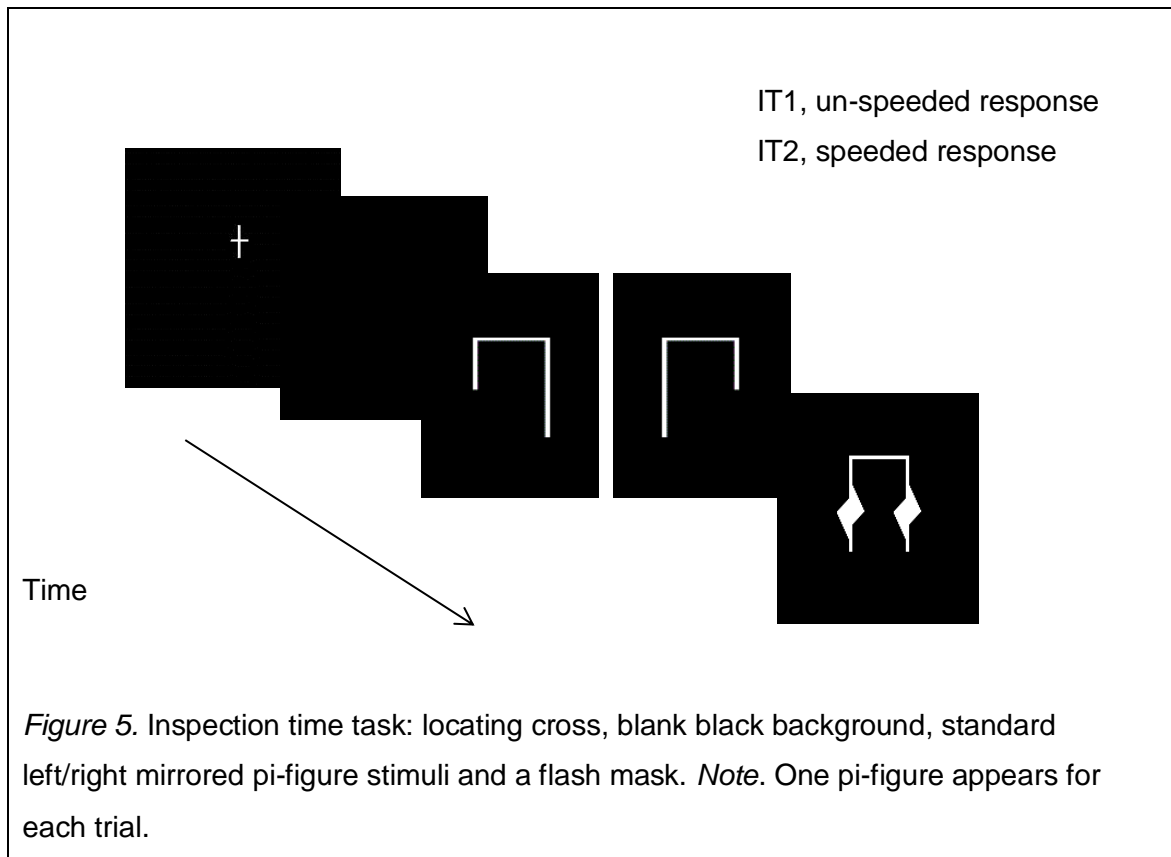 IT1, un-speeded response
IT2, speeded response
Time
Figure 5. Inspection time task: locating cross, blank black background, standard
left/right mirrored pi-figure stimuli and a flash mask. Note. One pi-figure appears for
each trial.